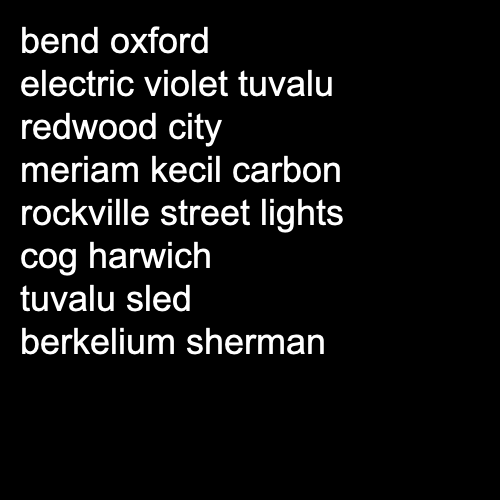 bend oxford
electric violet tuvalu
redwood city
meriam kecil carbon
rockville street lights
cog harwich
tuvalu sled
berkelium sherman